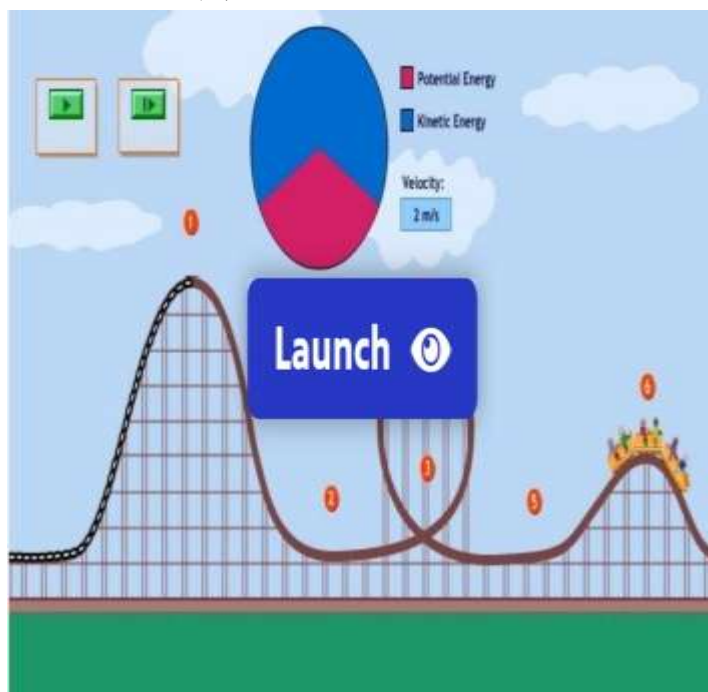 Potential Energy
Kinetic Energy
Velocity:
2 m/s
1
Launch
6
3
2
5